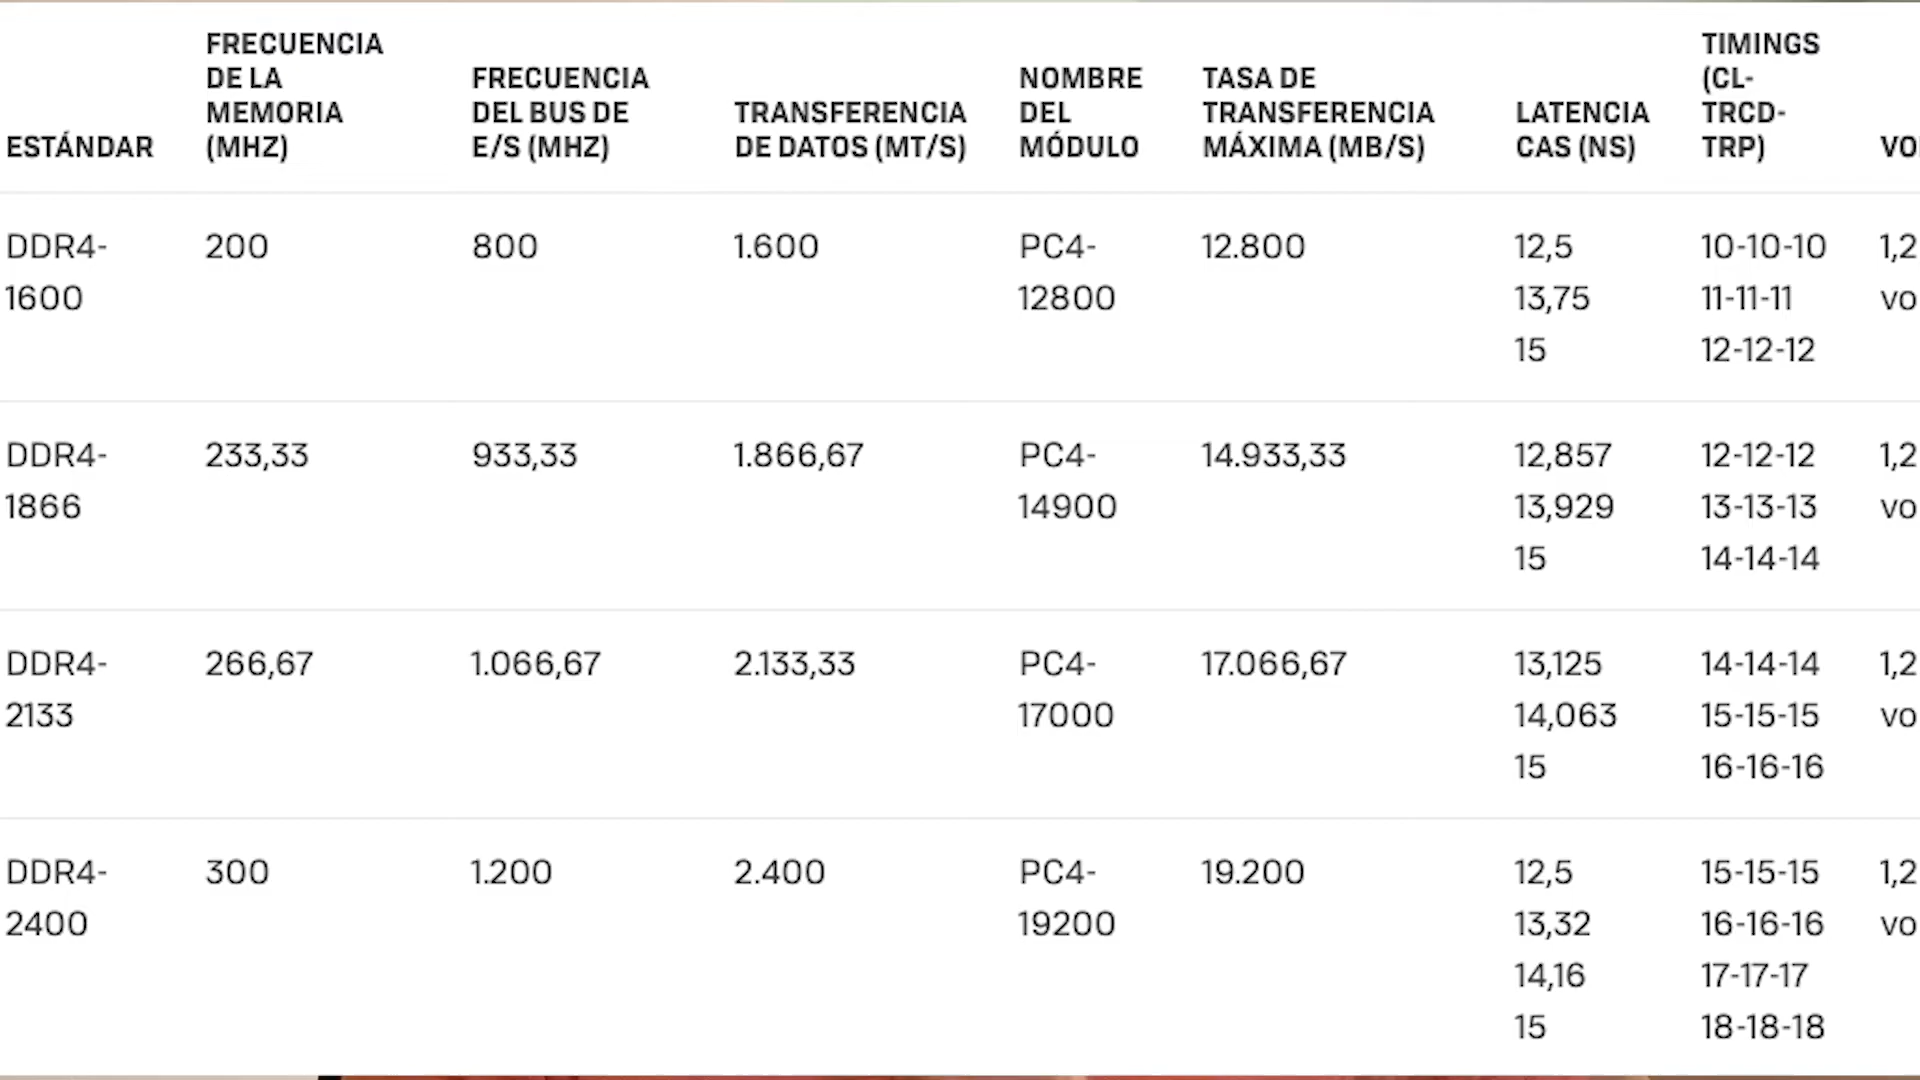 ESTÁNDAR
FRECUENCIA
DE LA
MEMORIA
(MHZ)
FRECUENCIA
DEL BUS DE
E/S (MHZ)
TRANSFERENCIA
DE DATOS (MT/S)
NOMBRE
DEL
MÓDULO
TASA DE
TRANSFERENCIA
MÁXIMA (MB/S)
LATENCIA
CAS (NS)
TIMINGS
(CL-
TRCD-
TRP)
DDR4-
1600
200
800
1.600
PC4-
12800
12.800
12,5
13,75
15
10-10-10
11-11-11
12-12-12
1,2
DDR4-
1866
233,33
933,33
1.866,67
PC4-
14900
14.933,33
12,857
13,929
15
12-12-12
13-13-13
14-14-14
1,2
DDR4-
2133
266,67
1.066,67
2.133,33
PC4-
17000
17.066,67
13,125
14,063
15
14-14-14
15-15-15
16-16-16
1,2
DDR4-
2400
300
1.200
2.400
PC4-
19200
19.200
12,5
13,32
14,16
15
15-15-15
16-16-16
17-17-17
18-18-18
1,2